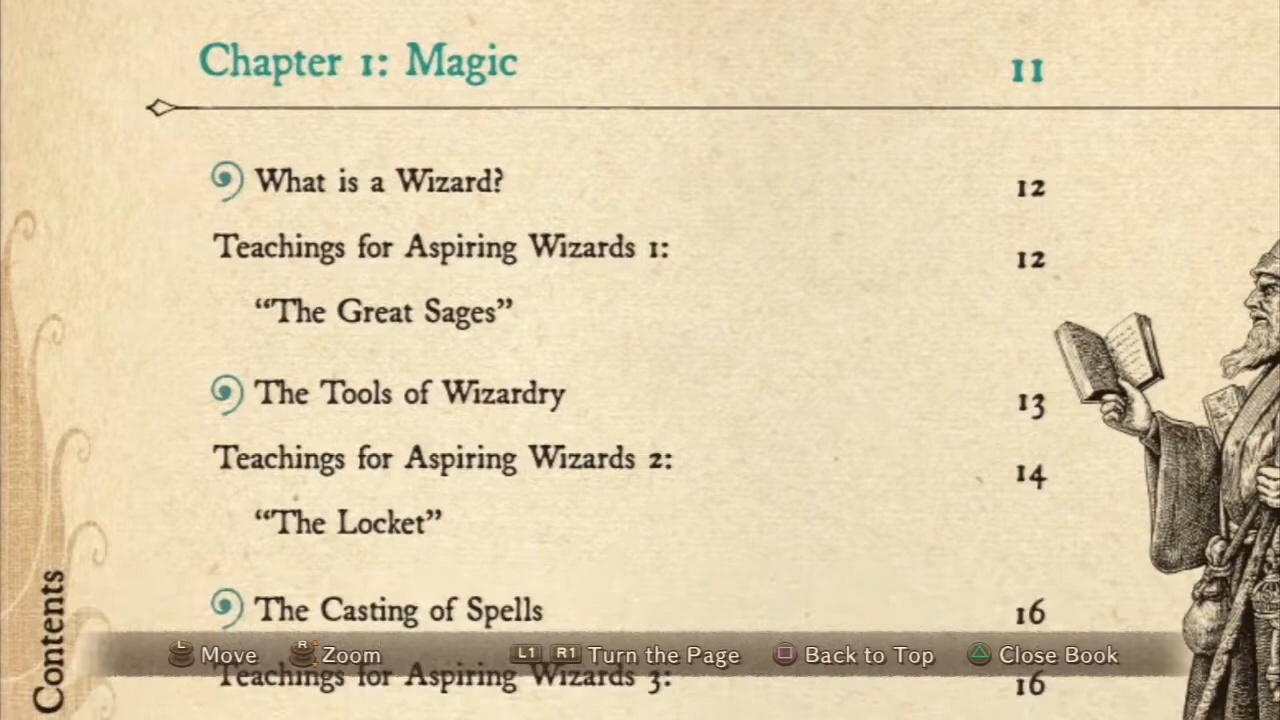 Chapter 1: Magic 11
What is a Wizard? 12
Teachings for Aspiring Wizards 1: 12
“The Great Sages”
The Tools of Wizardry 13
Teachings for Aspiring Wizards 2: 14
“The Locket”
The Casting of Spells 16
Teachings for Aspiring Wizards 3: 16
Contents
L Move R Zoom L1 R1 Turn the Page Back to Top Close Book